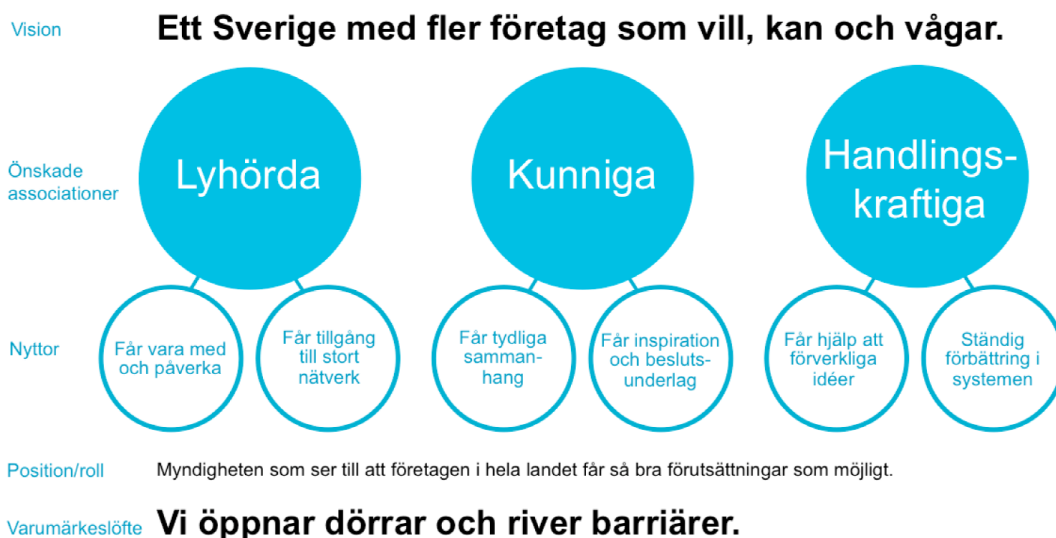 Vision
Ett Sverige med fler företag som vill, kan och vågar.
Önskade
associationer
Lyhörda
Kunniga
Handlings-
kraftiga
Nyttor
Får vara med
och påverka
Får tillgång
till stort
nätverk
Får tydliga
samman-
hang
Får inspiration
och besluts-
underlag
Får hjälp att
förverkliga
idéer
Ständig
förbättring i
systemen
Position/roll
Myndigheten som ser till att företagen i hela landet får så bra förutsättningar som möjligt.
Varumärkeslöfte
Vi öppnar dörrar och river barriärer.